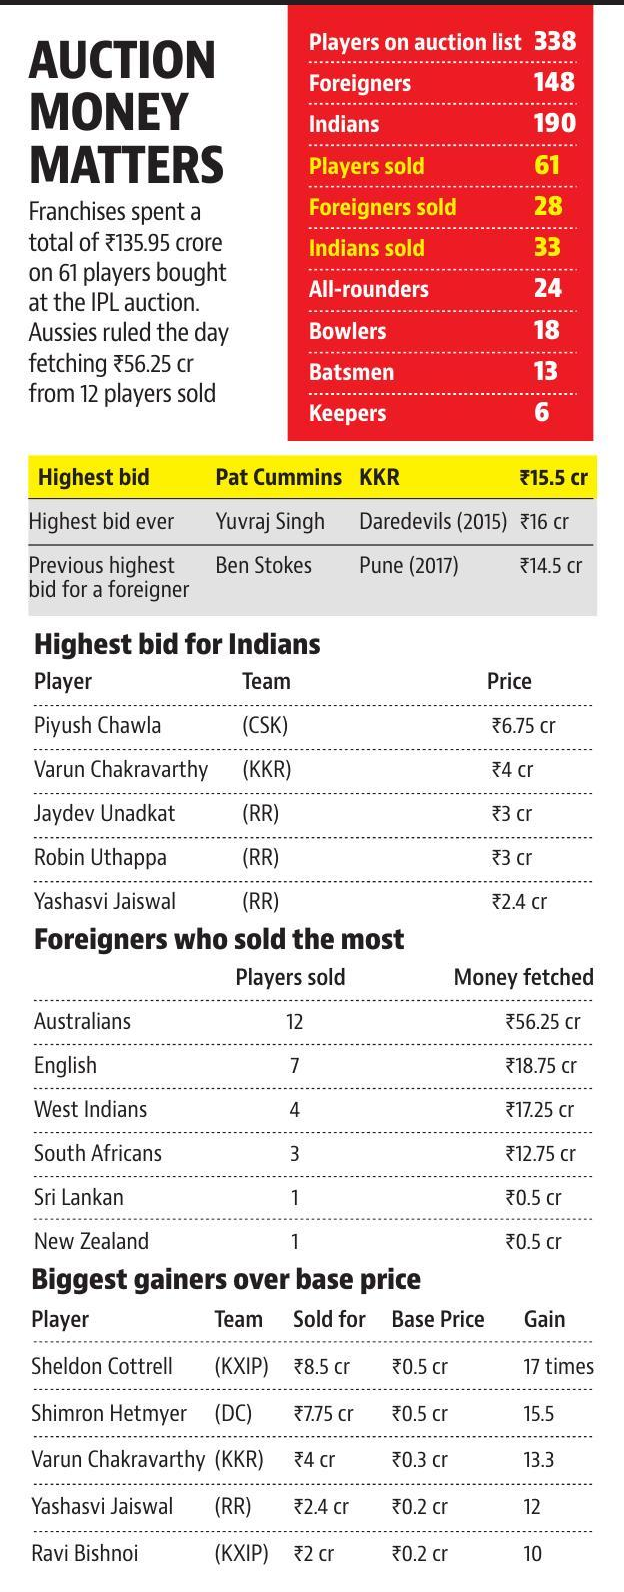 AUCTION
MONEY
MATTERS
Franchises spent a
total of ₹135.95 crore
on 61 players bought
at the IPL auction.
Aussies ruled the day
fetching ₹56.25 cr
from 12 players sold
Players on auction list 338
Foreigners 148
Indians 190
Players sold 61
Foreigners sold 28
Indians sold 33
All-rounders 24
Bowlers 18
Batsmen 13
Keepers 6
Highest bid Pat Cummins KKR ₹15.5 cr
Highest bid ever Yuvraj Singh Daredevils (2015) ₹16 cr
Previous highest Ben Stokes Pune (2017) ₹14.5 cr
bid for a foreigner
Highest bid for Indians
Player Team Price
Piyush Chawla (CSK) ₹6.75 cr
Varun Chakravarthy (KKR) ₹4 cr
Jaydev Unadkat (RR) ₹3 cr
Robin Uthappa (RR) ₹3 cr
Yashasvi Jaiswal (RR) ₹2.4 cr
Foreigners who sold the most
Players sold Money fetched
Australians 12 ₹56.25 cr
English 7 ₹18.75 cr
West Indians 4 ₹17.25 cr
South Africans 3 ₹12.75 cr
Sri Lankan 1 ₹0.5 cr
New Zealand 1 ₹0.5 cr
Biggest gainers over base price
Player Team Sold for Base Price Gain
Sheldon Cottrell (KXIP) ₹8.5 cr ₹0.5 cr 17 times
Shimron Hetmyer (DC) ₹7.75 cr ₹0.5 cr 15.5
Varun Chakravarthy (KKR) ₹4 cr ₹0.3 cr 13.3
Yashasvi Jaiswal (RR) ₹2.4 cr ₹0.2 cr 12
Ravi Bishnoi (KXIP) ₹2 cr ₹0.2 cr 10